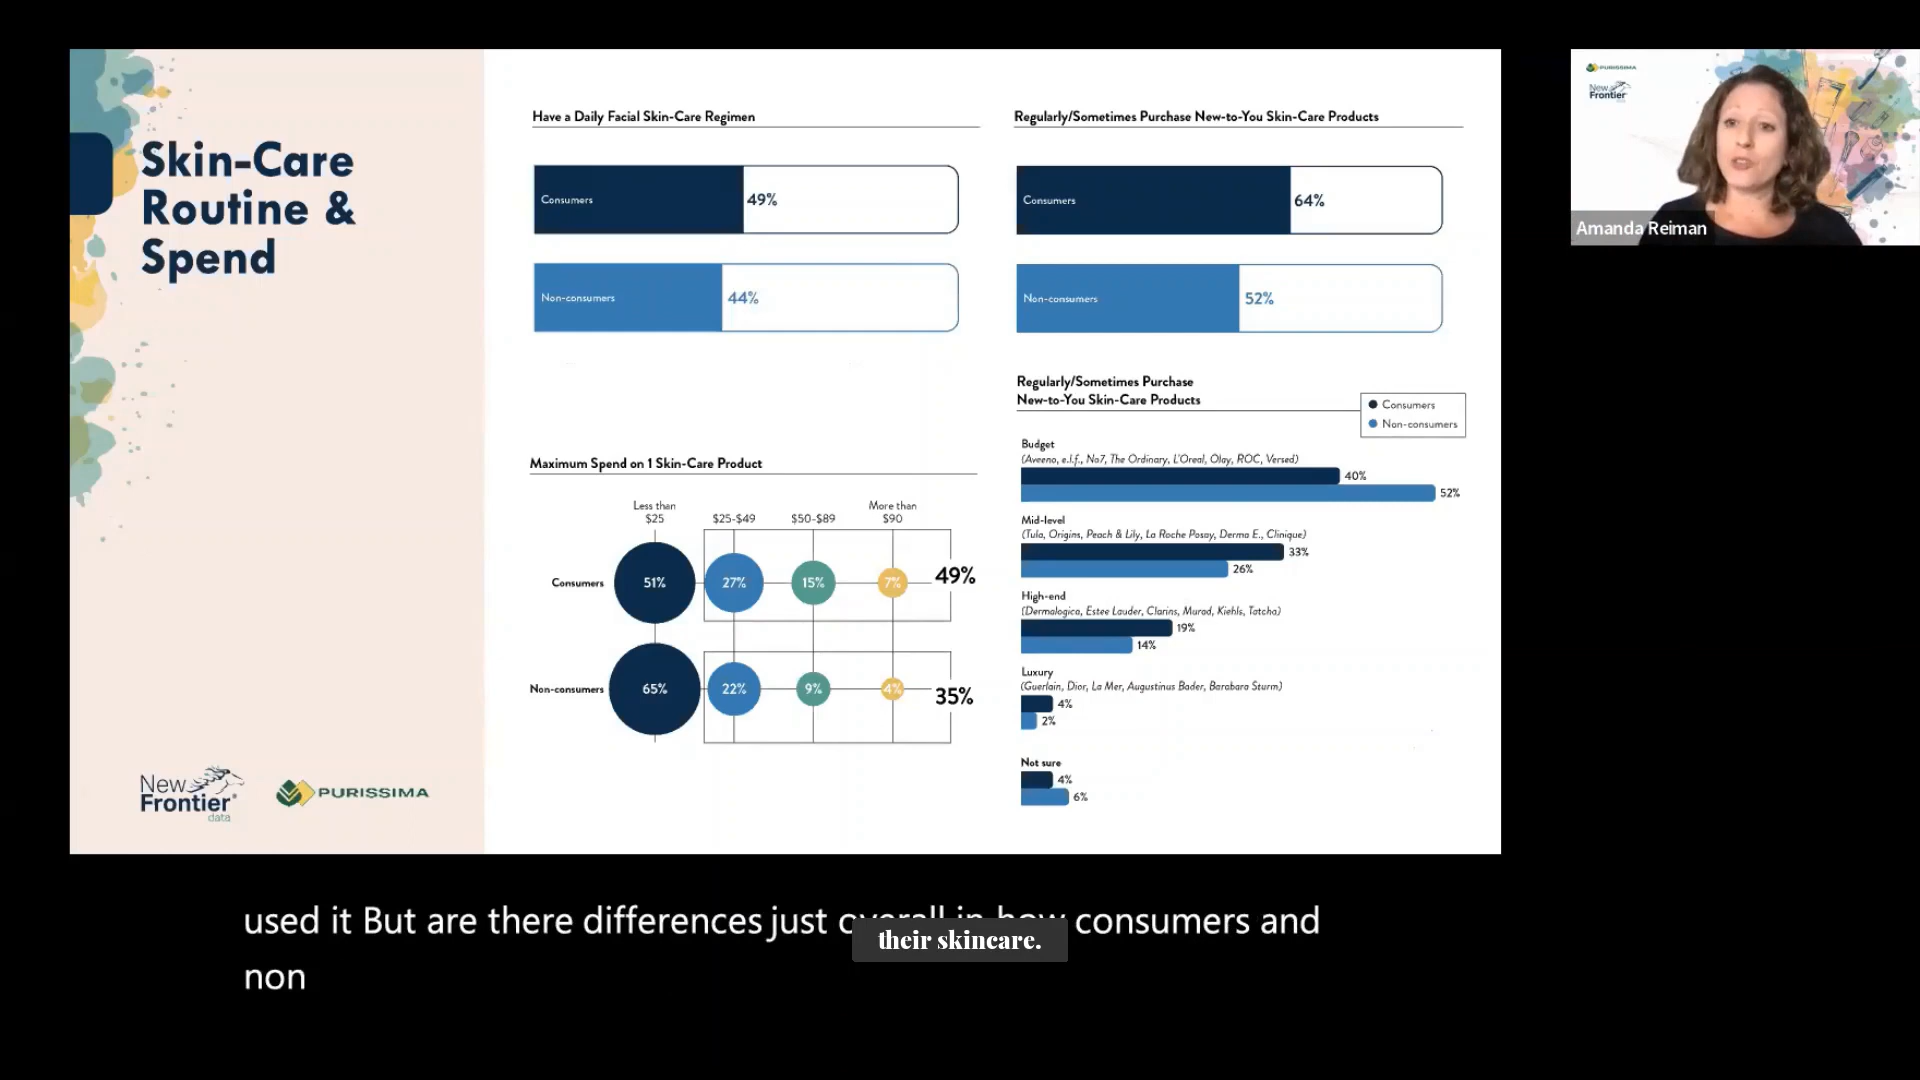 Skin-Care
Routine &
Spend
New
Frontier
data
PURISSIMA
Have a Daily Facial Skin-Care Regimen
Consumers
49%
Non-consumers
44%
Regularly/Sometimes Purchase New-to-You Skin-Care Products
Consumers
64%
Non-consumers
52%
Maximum Spend on 1 Skin-Care Product
Less than
$25
$25-$49
$50-$89
More than
$90
Consumers
51%
27%
15%
7%
49%
Non-consumers
65%
22%
9%
4%
35%
Regularly/Sometimes Purchase
New-to-You Skin-Care Products
Consumers
Non-consumers
Budget
(Aveeno, e.l.f., No7, The Ordinary, L'Oreal, Olay, ROC, Versed)
40%
52%
Mid-level
(Tula, Origins, Peach & Lily, La Roche Posay, Derma E., Clinique)
33%
26%
High-end
(Dermalogica, Estee Lauder, Clarins, Murad, Kiehls, Tatcha)
19%
14%
Luxury
(Guerlain, Dior, La Mer, Augustinus Bader, Barabara Sturm)
4%
2%
Not sure
4%
6%
PURISSIMA
New
Frontier
Amanda Reiman
used it But are there differences just overall in how consumers and
non
their skincare.